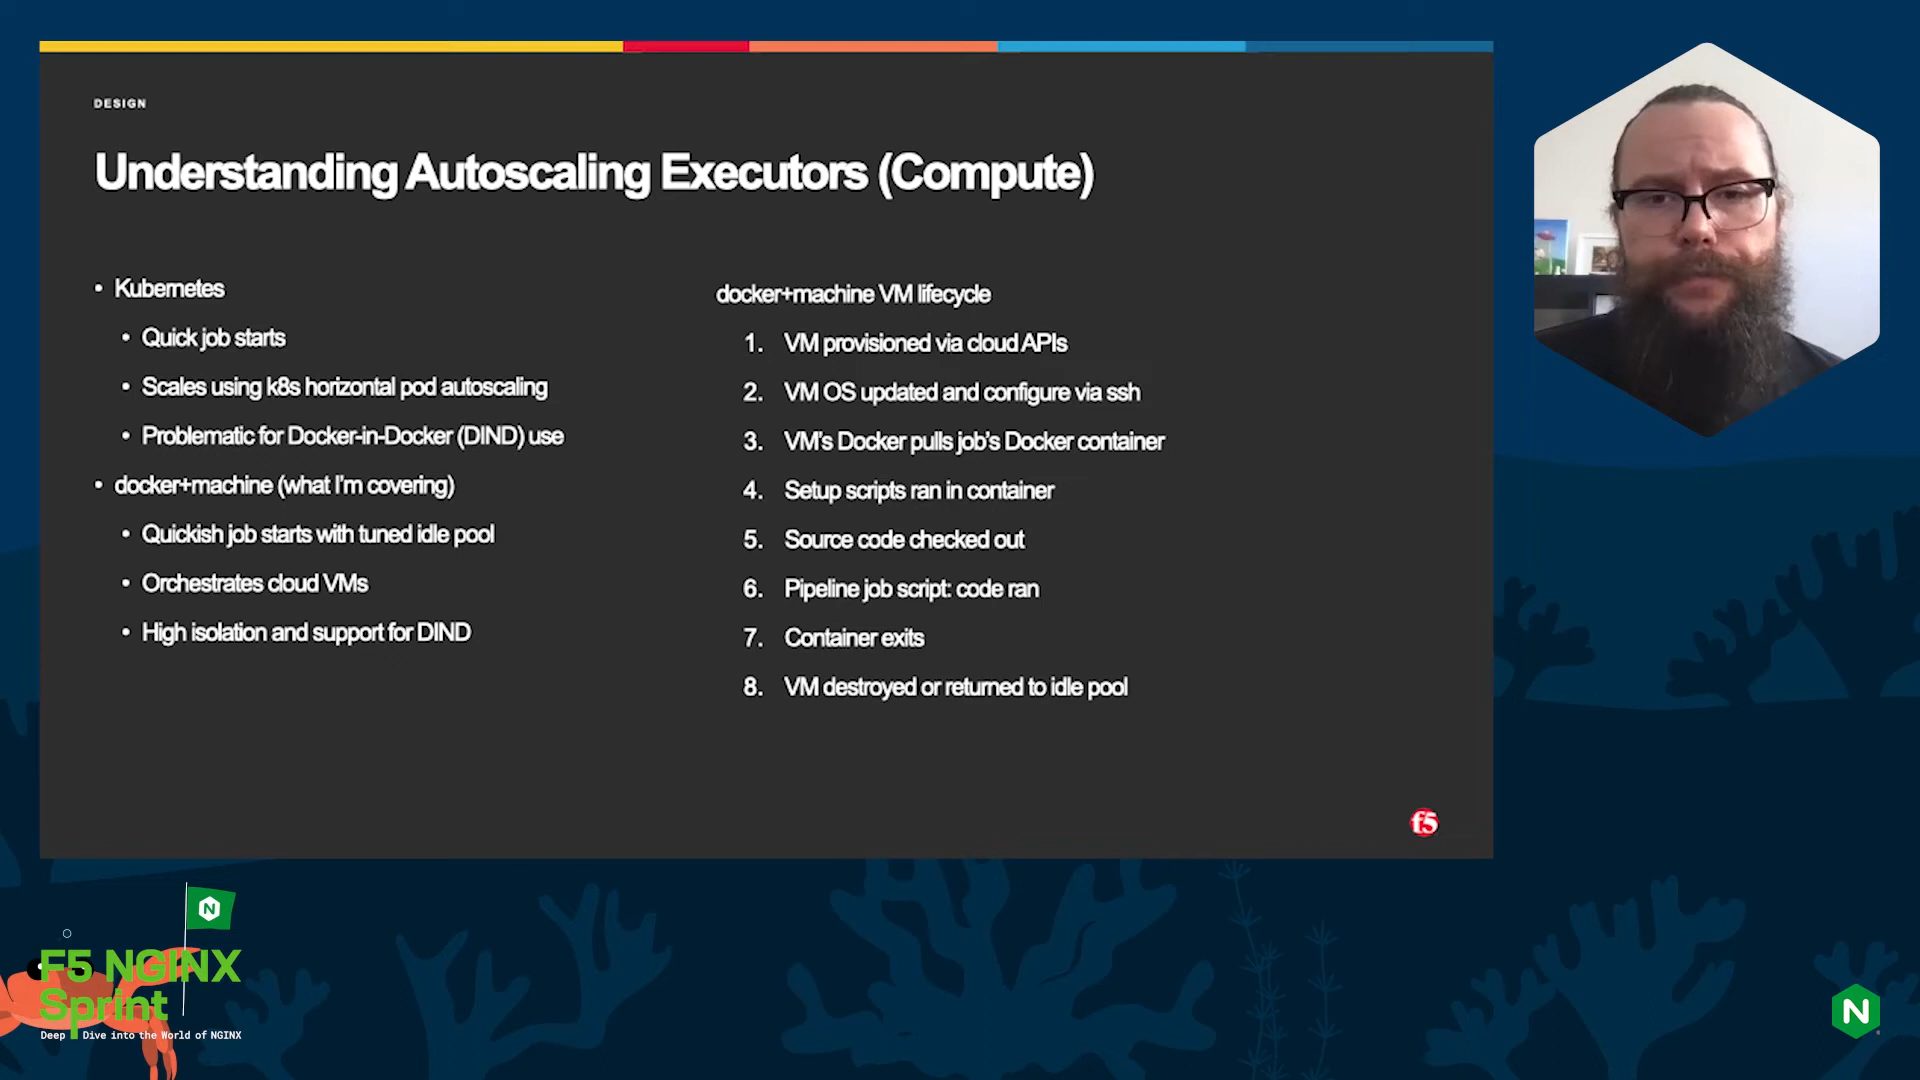 DESIGN
Understanding Autoscaling Executors (Compute)
• Kubernetes
• Quick job starts
• Scales using k8s horizontal pod autoscaling
• Problematic for Docker-in-Docker (DIND) use
• docker+machine (what I'm covering)
• Quickish job starts with tuned idle pool
• Orchestrates cloud VMs
• High isolation and support for DIND
docker+machine VM lifecycle
1. VM provisioned via cloud APIs
2. VM OS updated and configure via ssh
3. VM's Docker pulls job's Docker container
4. Setup scripts ran in container
5. Source code checked out
6. Pipeline job script: code ran
7. Container exits
8. VM destroyed or returned to idle pool
f5
N
F5 NGINX
Sprint
Deep Dive into the World of NGINX
N